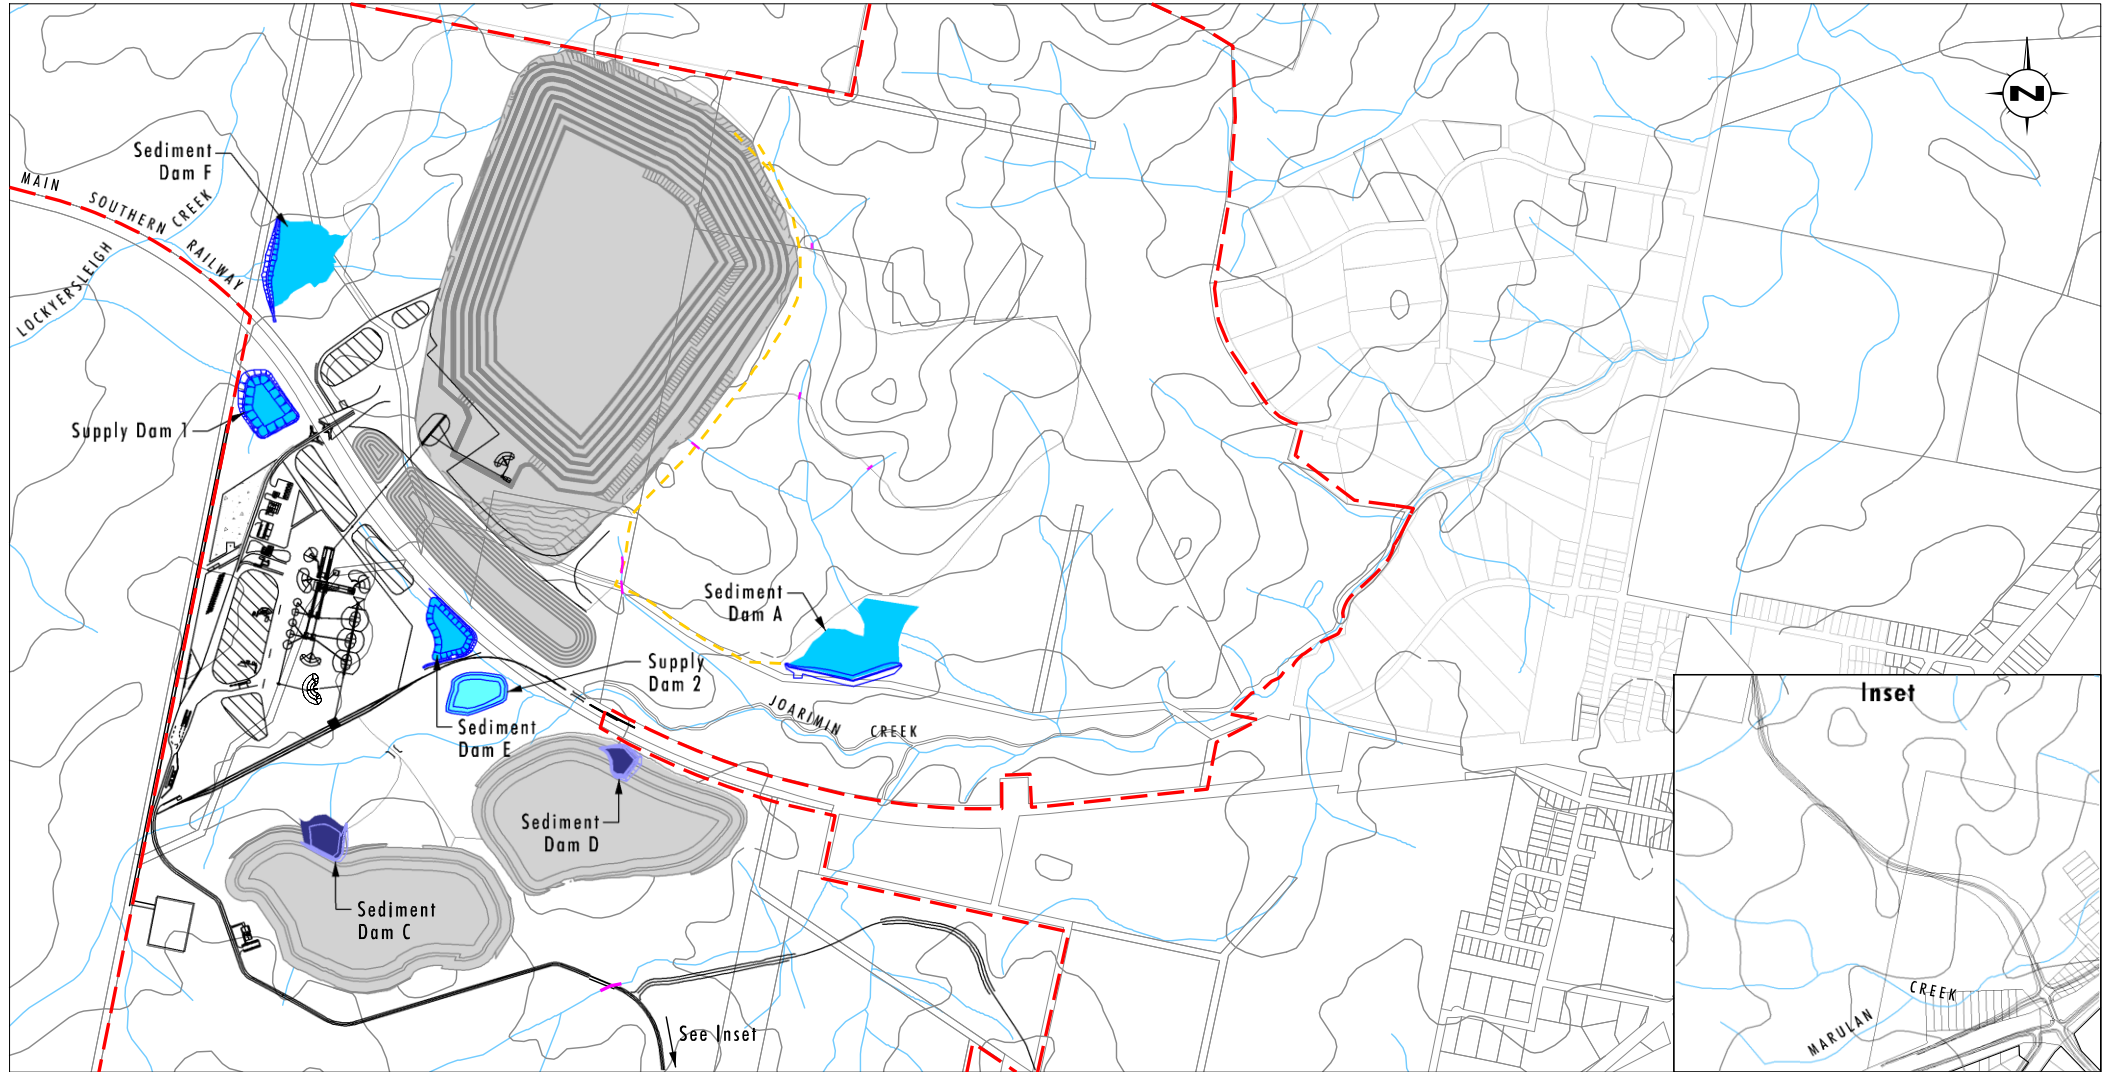 Sediment
Dam F
MAIN SOUTHERN RAILWAY
LOCKYERSLEIGH CREEK
N
Supply Dam 1
Sediment
Dam A
Supply
Dam 2
JOARIMIN CREEK
Sediment
Dam E
Sediment
Dam D
Sediment
Dam C
See Inset
Inset
MARULAN CREEK